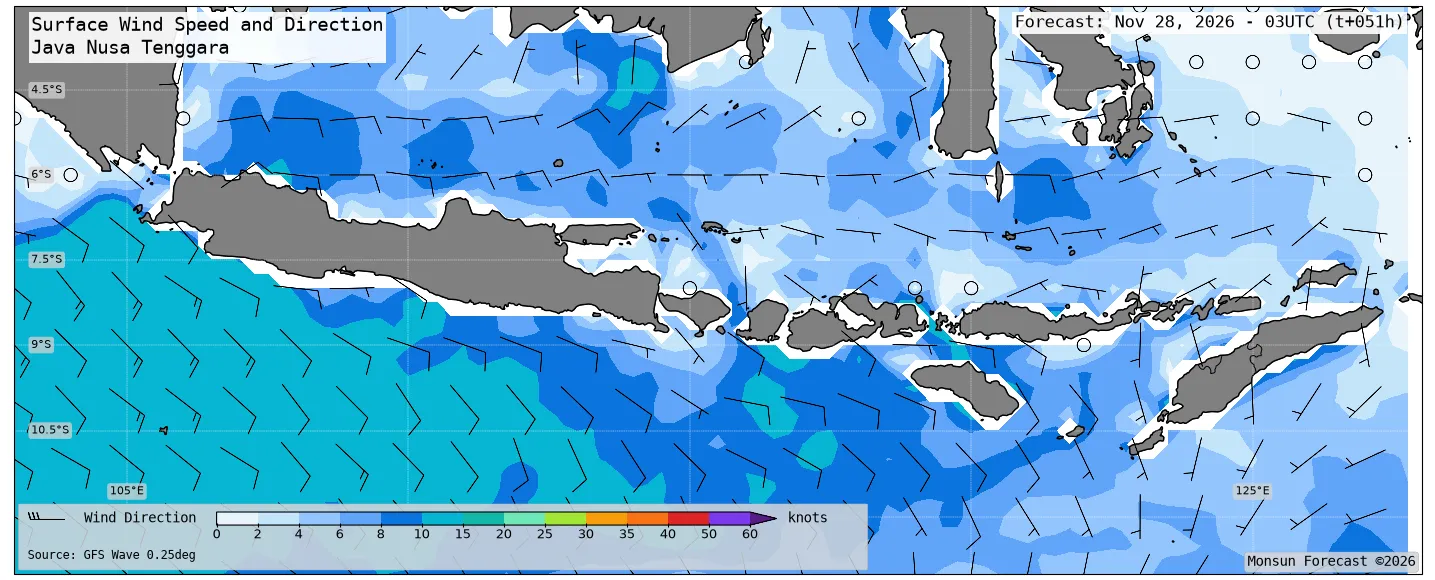 Surface Wind Speed and Direction
Java Nusa Tenggara
Forecast: Nov 28, 2026 - 03UTC (t+051h)
4.5°S
6°S
7.5°S
9°S
10.5°S
105°E
125°E
Wind Direction
knots
0 2 4 6 8 10 15 20 25 30 35 40 50 60
Source: GFS Wave 0.25deg
Monsun Forecast ©2026